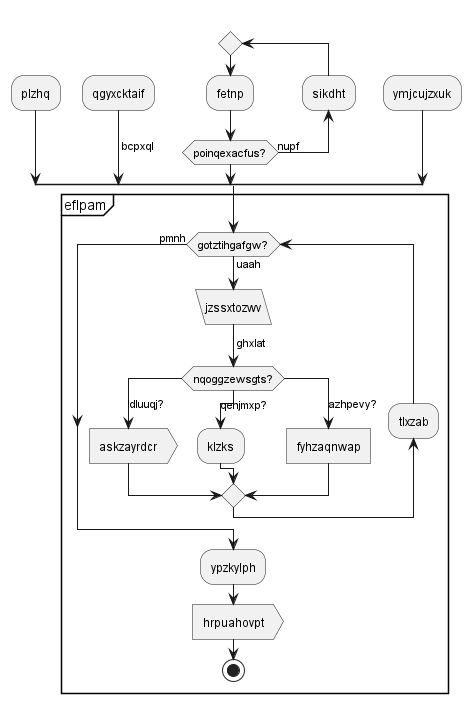 plzhq
qgyxcktaif
fetnp
sikdht
ymjcujzxuk
bcpxql
poinqexacfus?
nupf
eflpam
pmnh
gotztihgafgw?
uaah
jzssxtozwv
ghxlat
nqoggzewsgts?
dluuqj?
qehjmxp?
azhpevy?
tlxzab
askzayrdcr
klzks
fyhzaqnwap
ypzkylph
hrpuahovpt